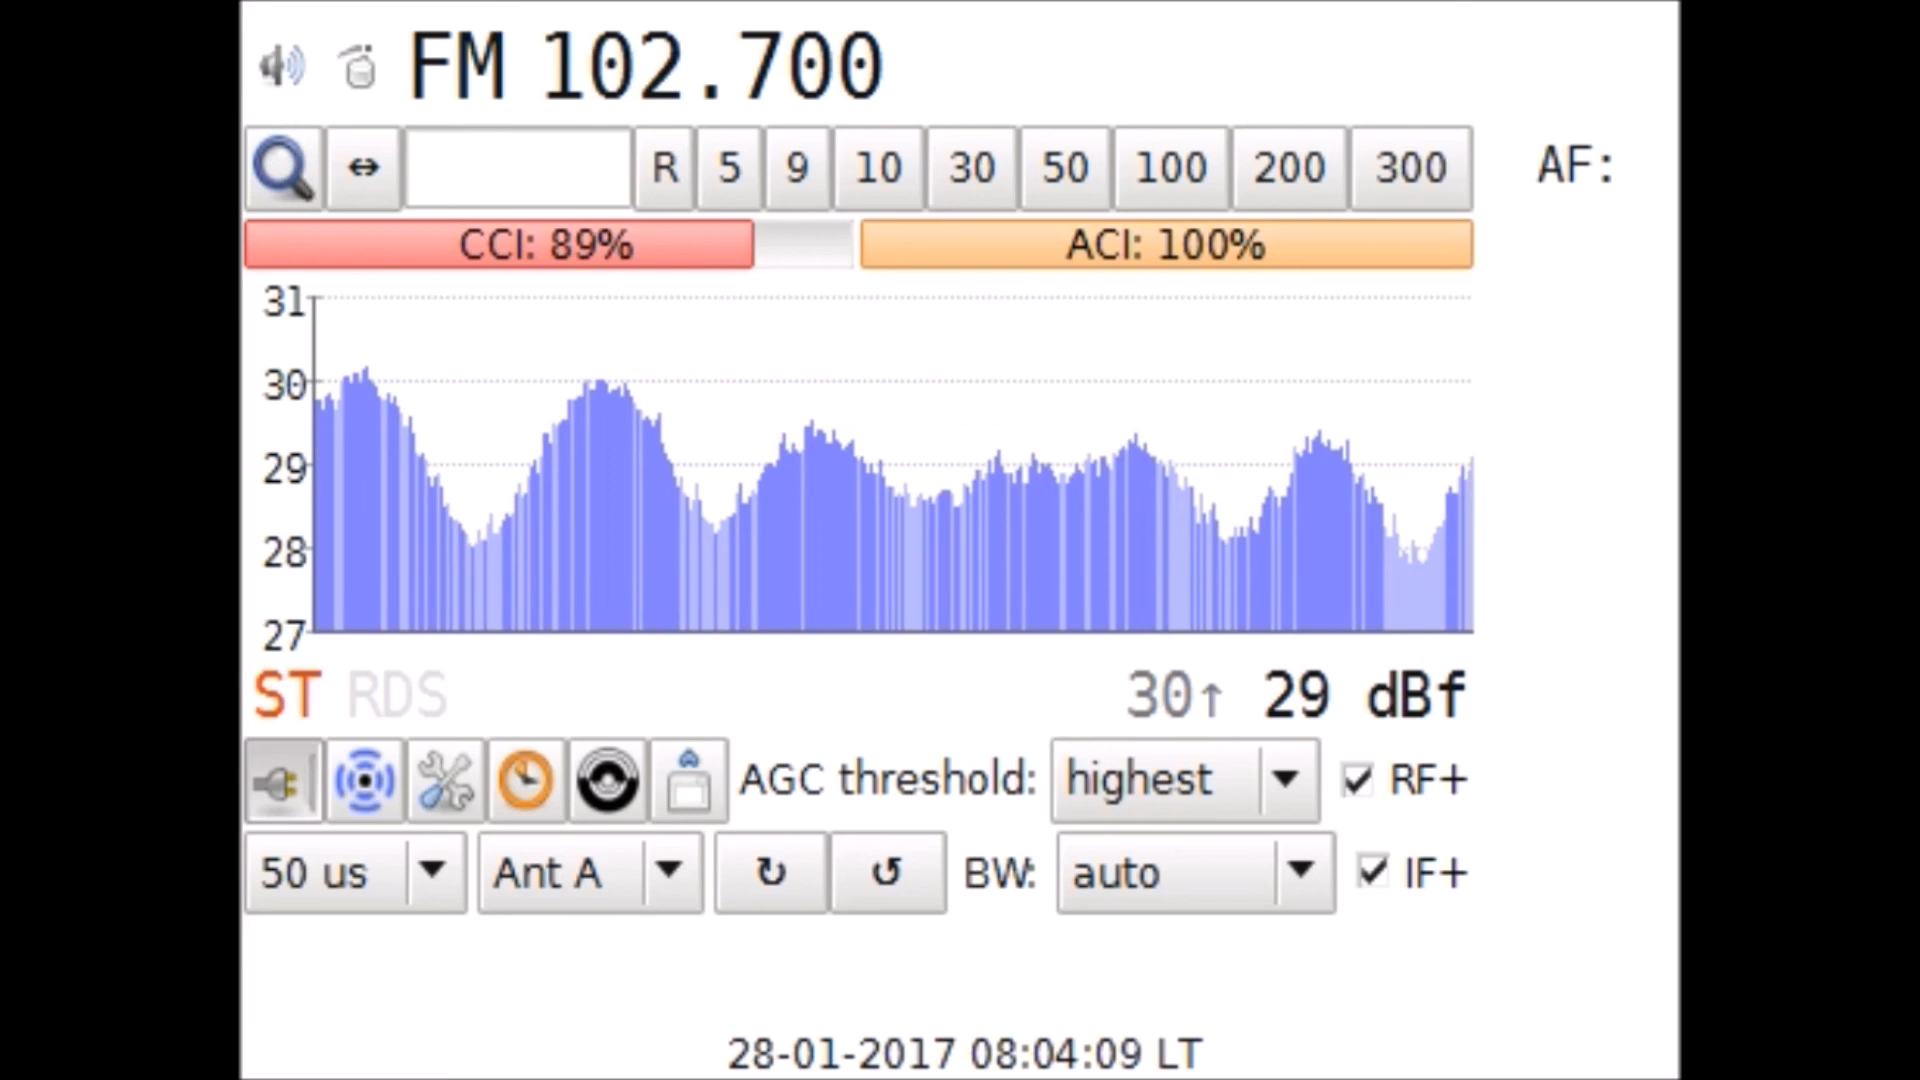 FM 102.700
R 5 9 10 30 50 100 200 300 AF:
CCI: 89% ACI: 100%
31
30
29
28
27
ST RDS 30↑ 29 dBf
AGC threshold: highest RF+
50 us Ant A ↻ ↺ BW: auto IF+
28-01-2017 08:04:09 LT